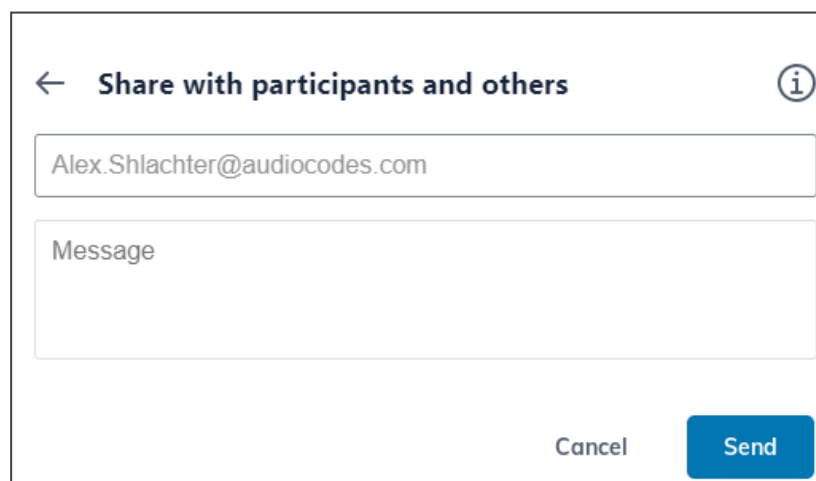 Share with participants and others
Alex.Shlachter@audiocodes.com
Message
Cancel Send